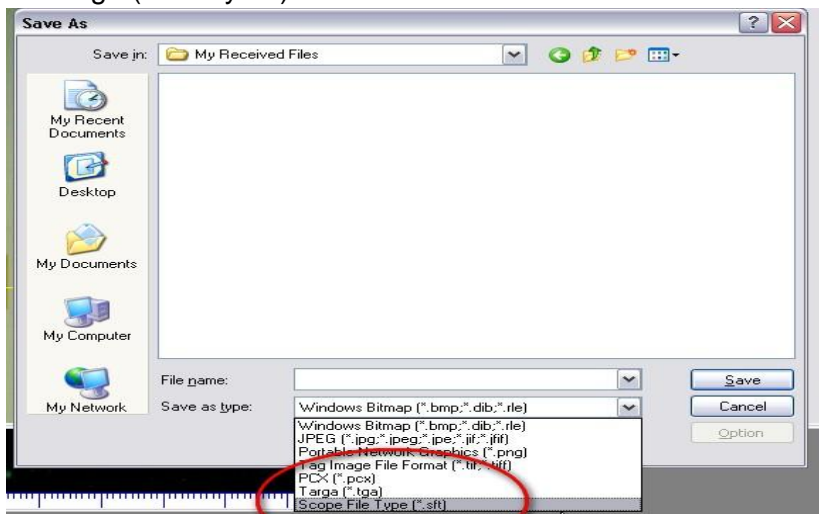 Save As
Save in: My Received Files
My Recent
Documents
Desktop
My Documents
My Computer
My Network
File name:
Save
Save as type: Windows Bitmap (*.bmp;*.dib;*.rle)
Cancel
Windows Bitmap (*.bmp;*.dib;*.rle)
Option
JPEG (*.jpg;*.jpeg;*.jpe;*.jif;*.jfif)
Portable Network Graphics (*.png)
Tag Image File Format (*.tif;*.tiff)
PCX (*.pcx)
Targa (*.tga)
Scope File Type (*.sft)